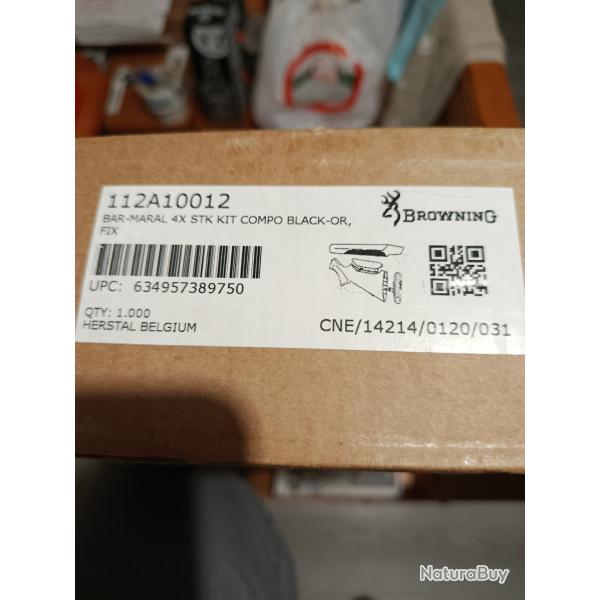 112A10012
BAR-MARAL 4X STK KIT COMPO BLACK-OR,
FIX
BROWNING
UPC: 634957389750
QTY: 1.000
HERSTAL BELGIUM
CNE/14214/0120/031
NaturaBuy